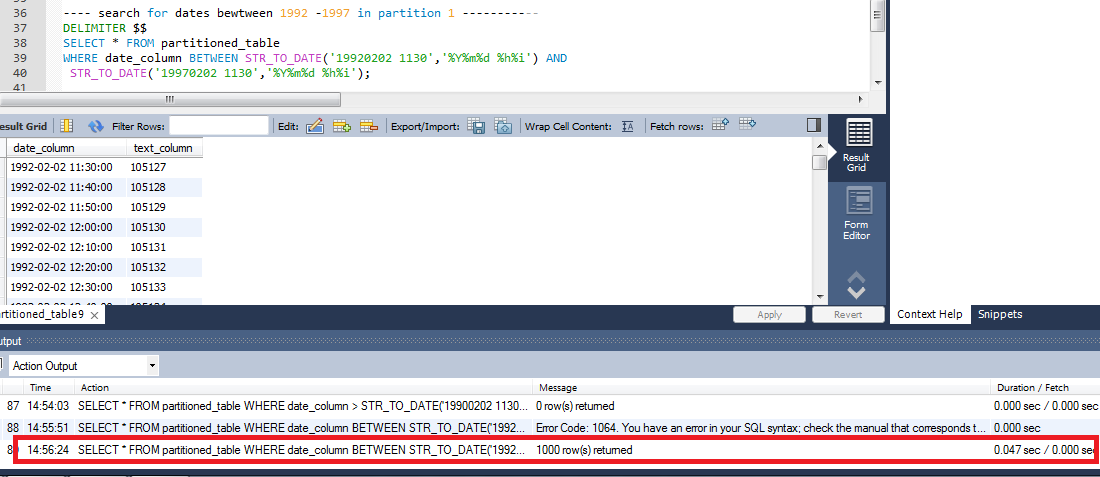 36 ---- search for dates bewtween 1992 -1997 in partition 1 -----------
37 DELIMITER $$
38 SELECT * FROM partitioned_table
39 WHERE date_column BETWEEN STR_TO_DATE('19920202 1130','%Y%m%d %h%i') AND
40 STR_TO_DATE('19970202 1130','%Y%m%d %h%i');
41
esult Grid Filter Rows: Edit: Export/Import: Wrap Cell Content: Fetch rows:
date_column text_column
1992-02-02 11:30:00 105127
1992-02-02 11:40:00 105128
1992-02-02 11:50:00 105129
1992-02-02 12:00:00 105130
1992-02-02 12:10:00 105131
1992-02-02 12:20:00 105132
1992-02-02 12:30:00 105133
Result
Grid
Form
Editor
rtitioned_table9 Apply Revert Context Help Snippets
utput
Action Output
Time Action Message Duration / Fetch
87 14:54:03 SELECT * FROM partitioned_table WHERE date_column > STR_TO_DATE('19900202 1130... 0 row(s) returned 0.000 sec / 0.000 sec
88 14:55:51 SELECT * FROM partitioned_table WHERE date_column BETWEEN STR_TO_DATE('1992... Error Code: 1064. You have an error in your SQL syntax; check the manual that corresponds t... 0.000 sec
14:56:24 SELECT * FROM partitioned_table WHERE date_column BETWEEN STR_TO_DATE('1992... 1000 row(s) returned 0.047 sec / 0.000 sec